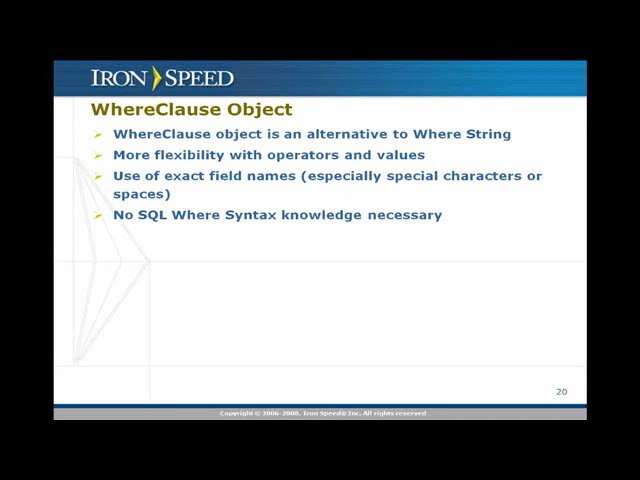 IRON SPEED
WhereClause Object
WhereClause object is an alternative to Where String
More flexibility with operators and values
Use of exact field names (especially special characters or
spaces)
No SQL Where Syntax knowledge necessary
20
Copyright © 2006-2008. Iron Speed® Inc. All rights reserved